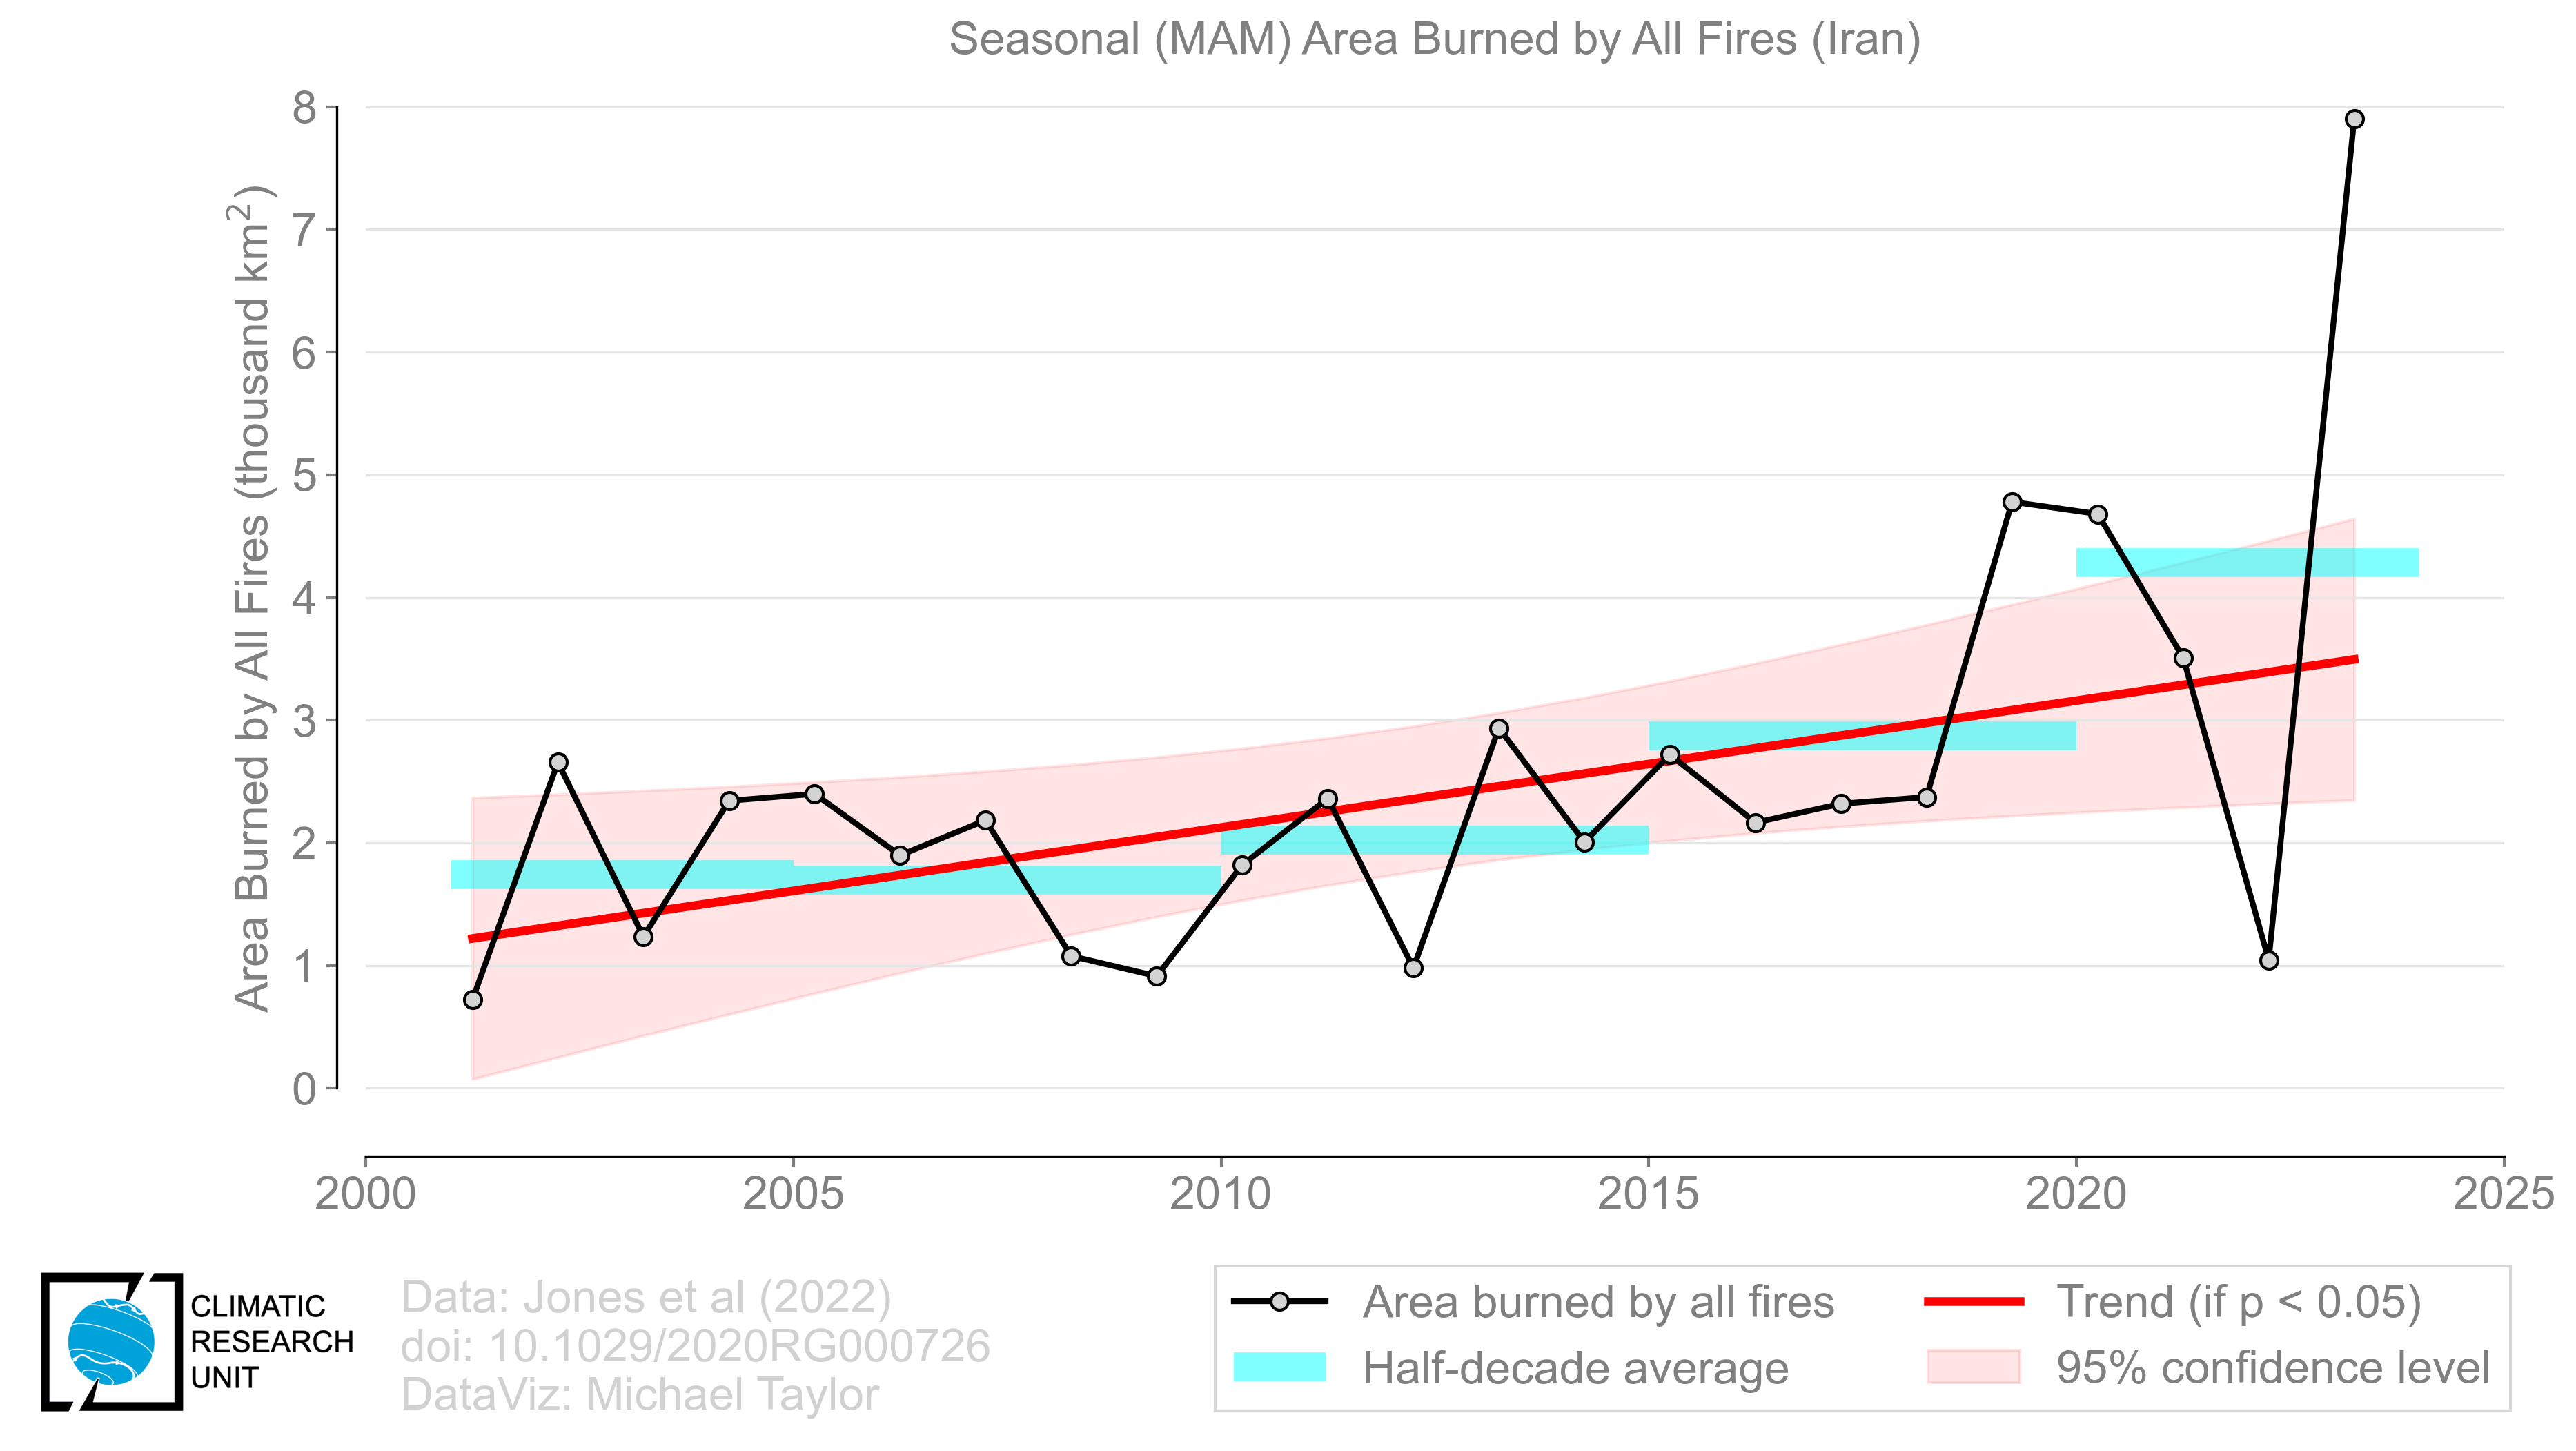 Seasonal (MAM) Area Burned by All Fires (Iran)
Area Burned by All Fires (thousand km²)
8
7
6
5
4
3
2
1
0
2000 2005 2010 2015 2020 2025
CLIMATIC
RESEARCH
UNIT
Data: Jones et al (2022)
doi: 10.1029/2020RG000726
DataViz: Michael Taylor
Area burned by all fires
Half-decade average
Trend (if p < 0.05)
95% confidence level